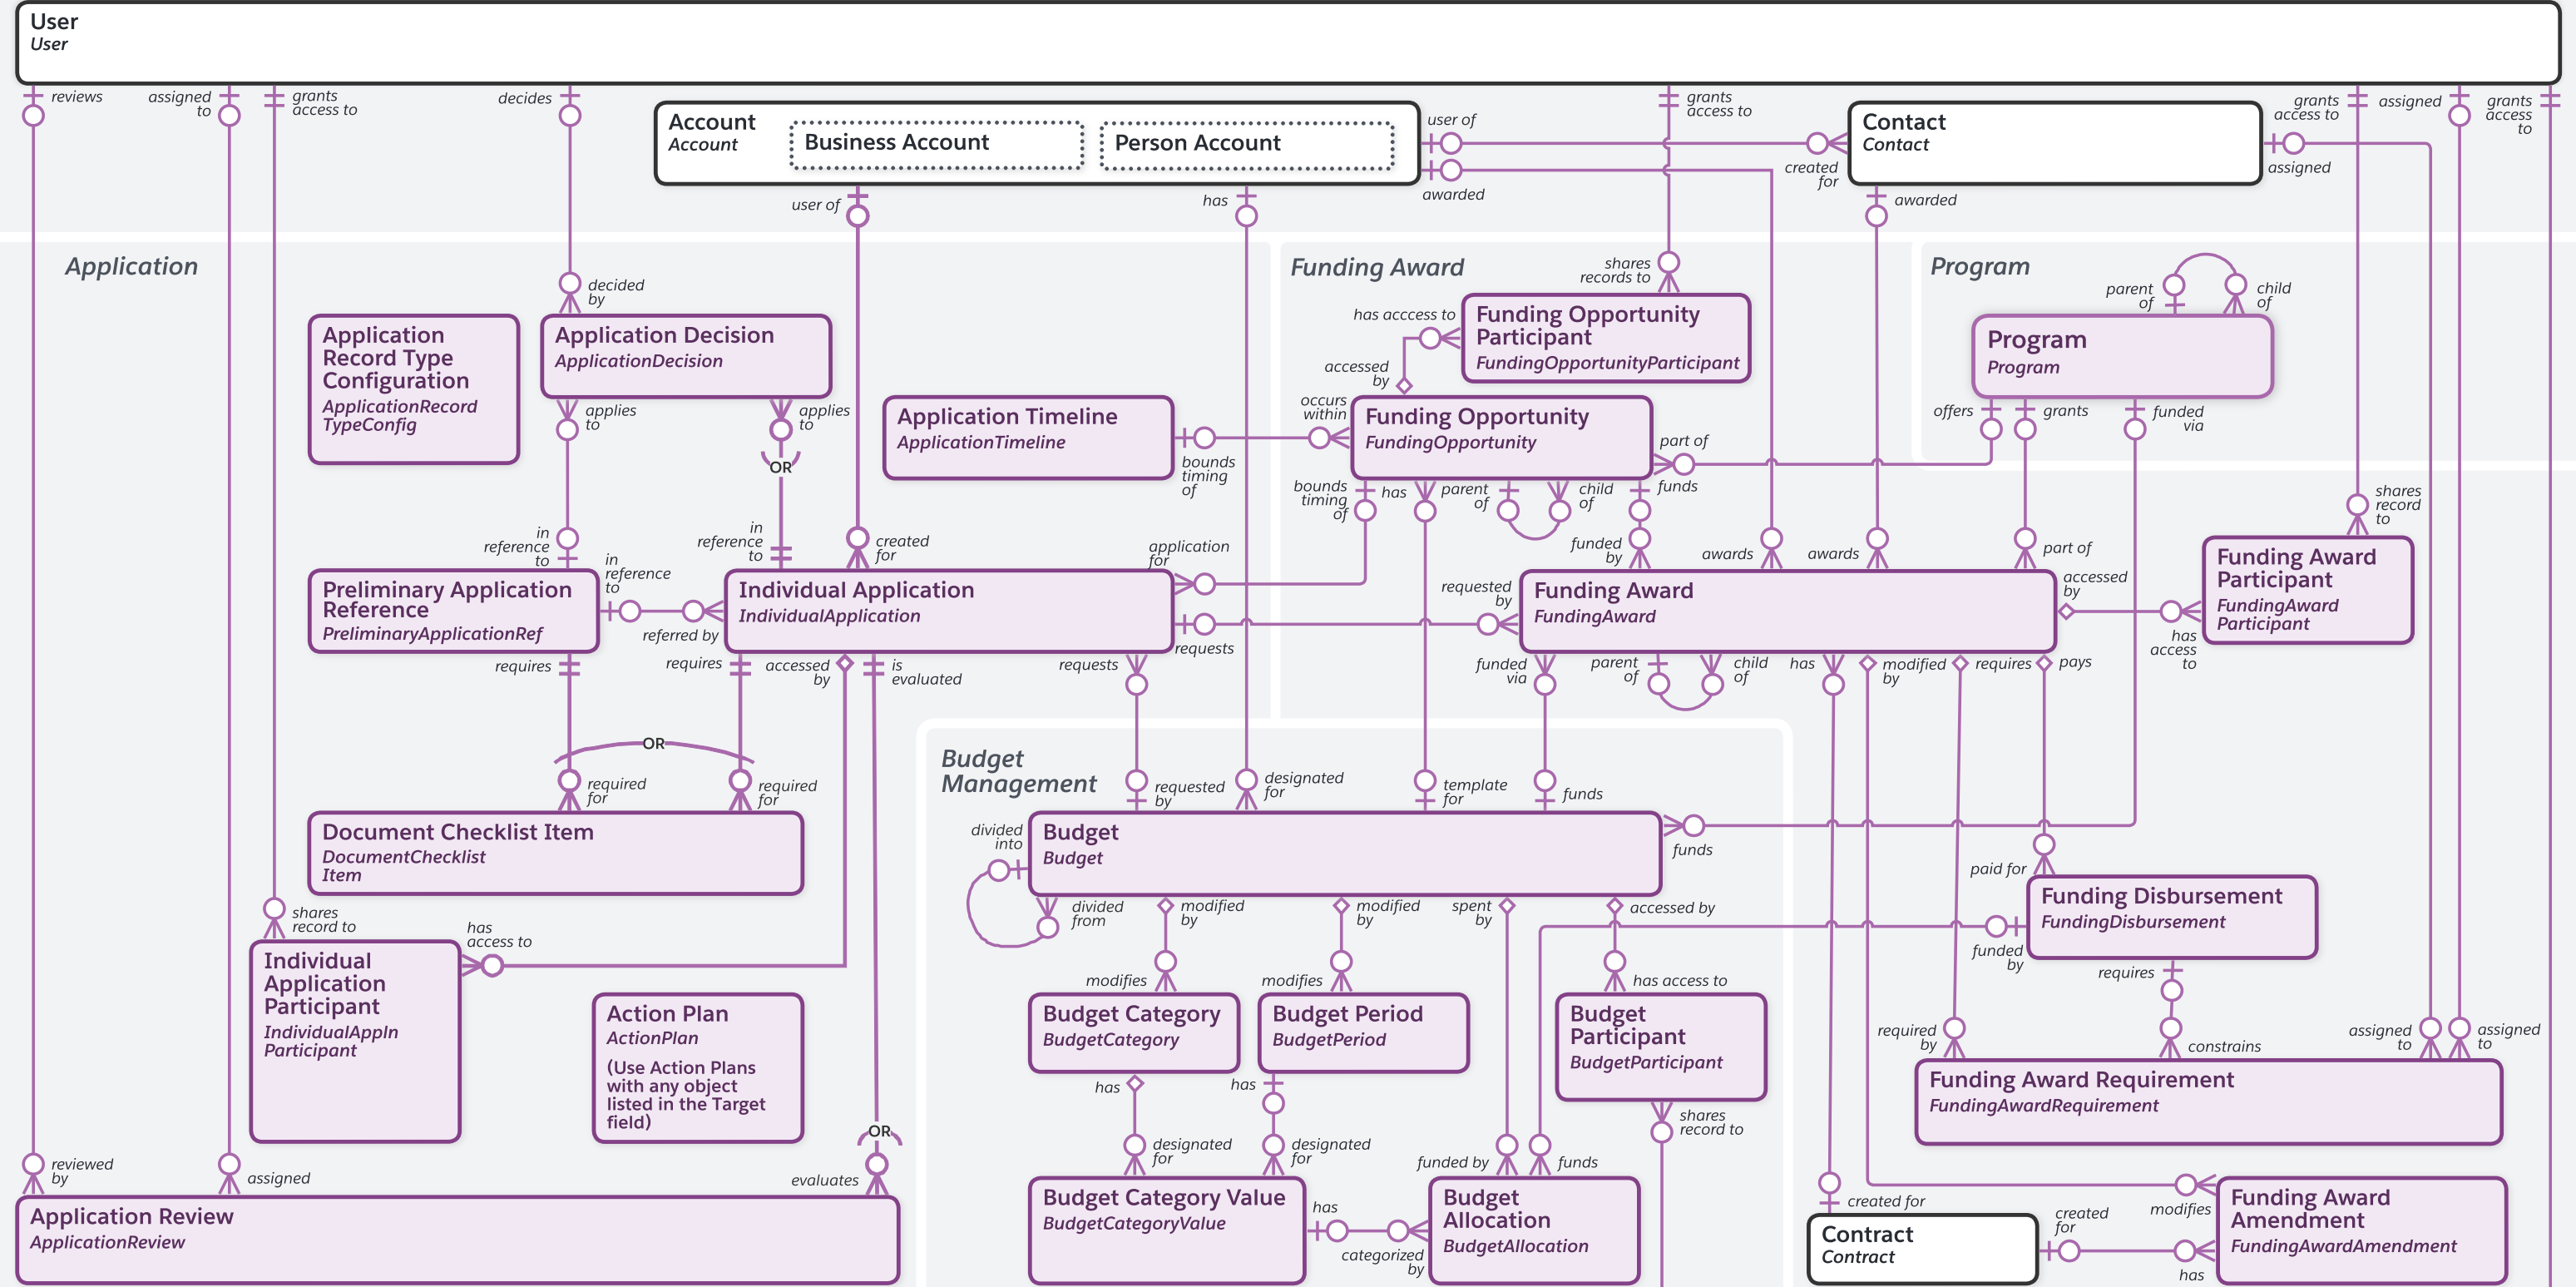 User
User
reviews
assigned
to
grants
access to
decides
grants
access to
grants
access to
assigned
grants
access
to
Account
Account
Business Account
Person Account
user of
awarded
created
for
Contact
Contact
assigned
user of
has
awarded
Application
decided
by
Application
Record Type
Configuration
ApplicationRecord
TypeConfig
Application Decision
ApplicationDecision
applies
to
applies
to
OR
in
reference
to
in
reference
to
created
for
Application Timeline
ApplicationTimeline
bounds
timing
of
Preliminary Application
Reference
PreliminaryApplicationRef
in
reference
to
referred by
Individual Application
IndividualApplication
application
for
requests
requires
requires
accessed
by
is
evaluated
requests
OR
required
for
required
for
Document Checklist Item
DocumentChecklist
Item
shares
record to
has
access to
Individual
Application
Participant
IndividualAppIn
Participant
Action Plan
ActionPlan
(Use Action Plans
with any object
listed in the Target
field)
OR
reviewed
by
assigned
evaluates
Application Review
ApplicationReview
Funding Award
shares
records to
has acccess to
Funding Opportunity
Participant
FundingOpportunityParticipant
accessed
by
occurs
within
Funding Opportunity
FundingOpportunity
part of
bounds
timing
of
has
parent
of
child
of
funds
funded
by
awards
awards
part of
requested
by
Funding Award
FundingAward
accessed
by
funded
via
parent
of
child
of
has
modified
by
requires
pays
Program
parent
of
child
of
Program
Program
offers
grants
funded
via
shares
record
to
Funding Award
Participant
FundingAward
Participant
has
access
to
Budget
Management
requested
by
designated
for
template
for
funds
divided
into
Budget
Budget
funds
divided
from
modified
by
modified
by
spent
by
accessed by
modifies
modifies
has access to
Budget Category
BudgetCategory
Budget Period
BudgetPeriod
Budget
Participant
BudgetParticipant
has
has
shares
record to
designated
for
designated
for
funded by
funds
Budget Category Value
BudgetCategoryValue
has
categorized
by
Budget
Allocation
BudgetAllocation
paid for
Funding Disbursement
FundingDisbursement
funded
by
requires
required
by
constrains
assigned
to
assigned
to
Funding Award Requirement
FundingAwardRequirement
created for
modifies
Contract
Contract
created
for
has
Funding Award
Amendment
FundingAwardAmendment